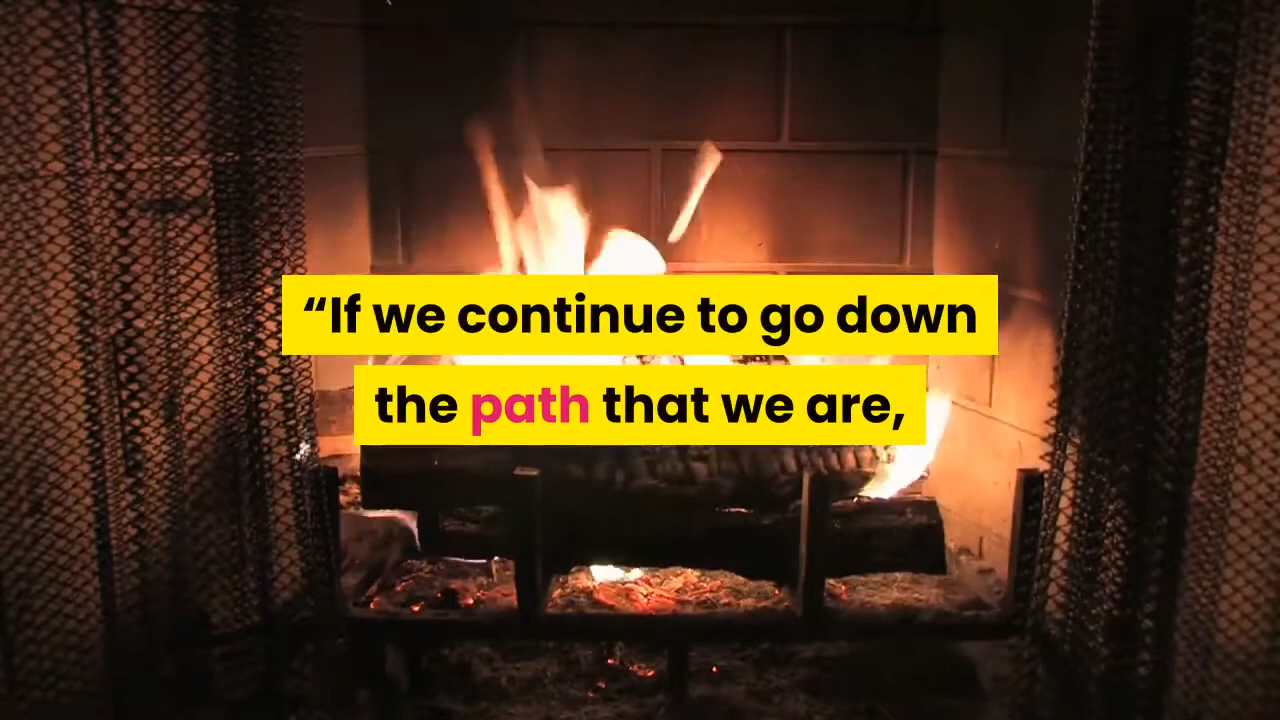 “If we continue to go down
the path that we are,